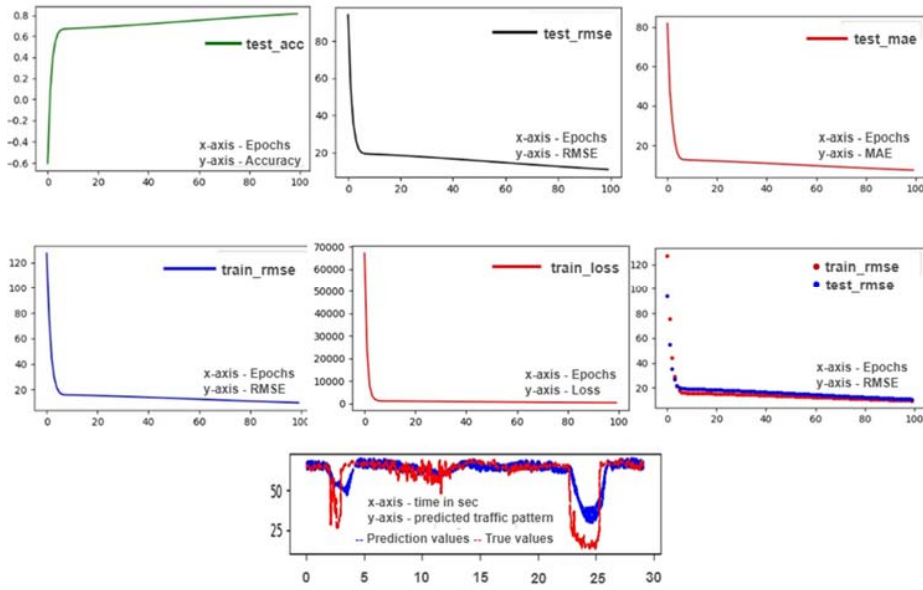 0.8
0.6
0.4
0.2
0.0
-0.2
-0.4
-0.6
test_acc
x-axis - Epochs
y-axis - Accuracy
0 20 40 60 80 100
80
60
40
20
test_rmse
x-axis - Epochs
y-axis - RMSE
0 20 40 60 80 100
80
60
40
20
test_mae
x-axis - Epochs
y-axis - MAE
0 20 40 60 80 100
120
100
80
60
40
20
train_rmse
x-axis - Epochs
y-axis - RMSE
0 20 40 60 80 100
70000
60000
50000
40000
30000
20000
10000
0
train_loss
x-axis - Epochs
y-axis - Loss
0 20 40 60 80 100
120
100
80
60
40
20
train_rmse
test_rmse
x-axis - Epochs
y-axis - RMSE
0 20 40 60 80 100
50
25
x-axis - time in sec
y-axis - predicted traffic pattern
-- Prediction values -- True values
0 5 10 15 20 25 30